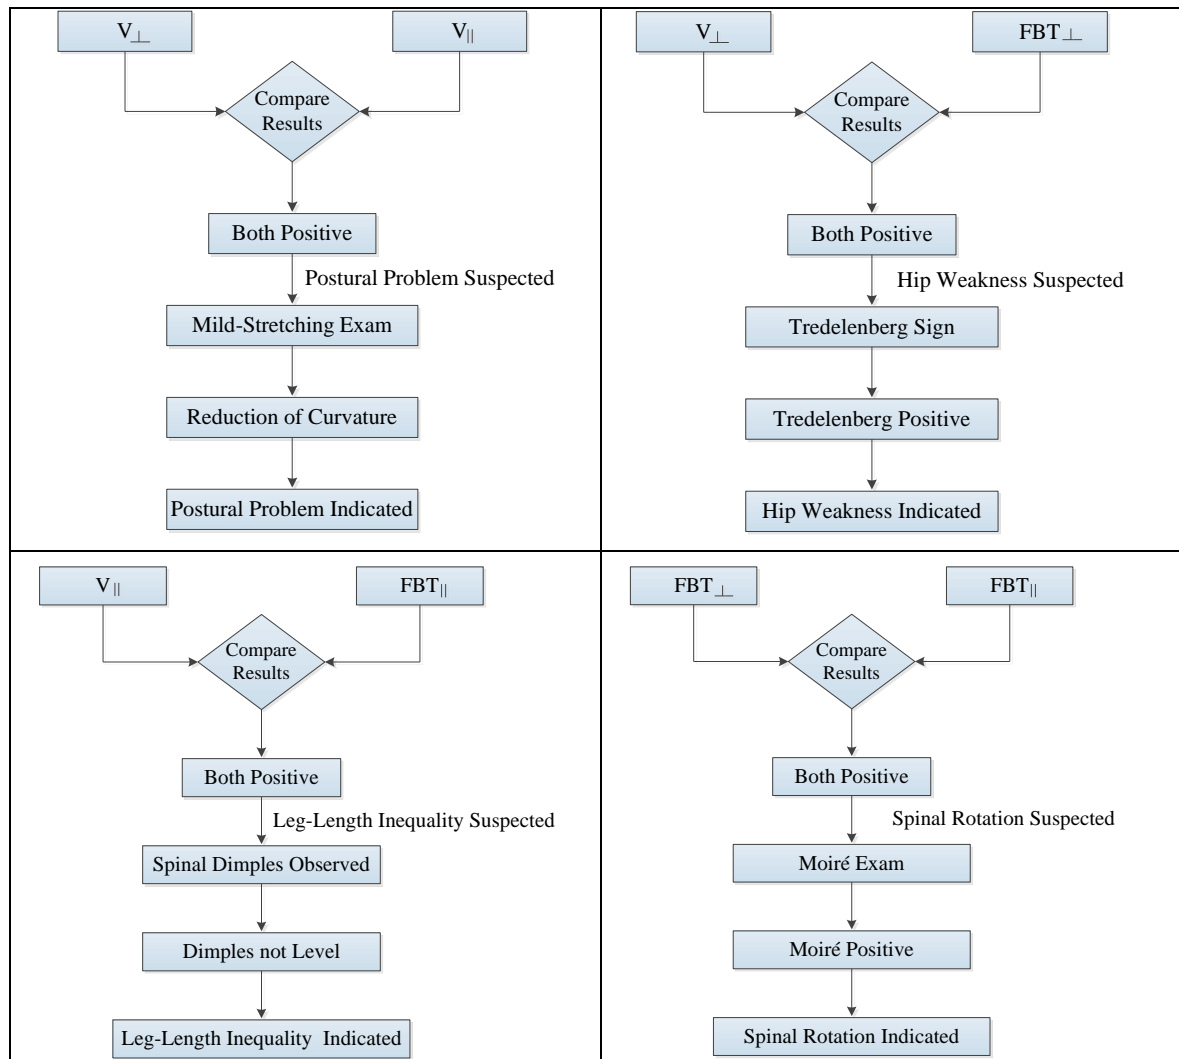 V⊥
V||
Compare
Results
Both Positive
Postural Problem Suspected
Mild-Stretching Exam
Reduction of Curvature
Postural Problem Indicated
V⊥
FBT⊥
Compare
Results
Both Positive
Hip Weakness Suspected
Tredelenberg Sign
Tredelenberg Positive
Hip Weakness Indicated
V||
FBT||
Compare
Results
Both Positive
Leg-Length Inequality Suspected
Spinal Dimples Observed
Dimples not Level
Leg-Length Inequality Indicated
FBT⊥
FBT||
Compare
Results
Both Positive
Spinal Rotation Suspected
Moiré Exam
Moiré Positive
Spinal Rotation Indicated